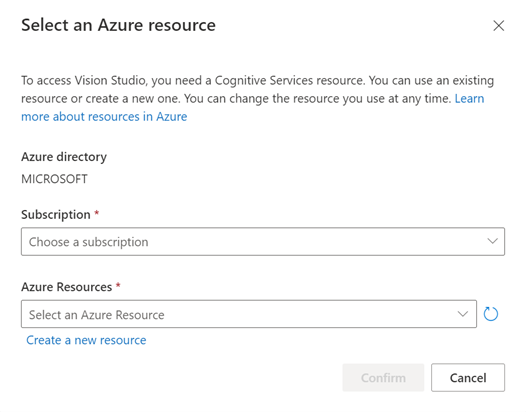 Select an Azure resource
To access Vision Studio, you need a Cognitive Services resource. You can use an existing
resource or create a new one. You can change the resource you use at any time. Learn
more about resources in Azure
Azure directory
MICROSOFT
Subscription *
Choose a subscription
Azure Resources *
Select an Azure Resource
Create a new resource
Confirm Cancel